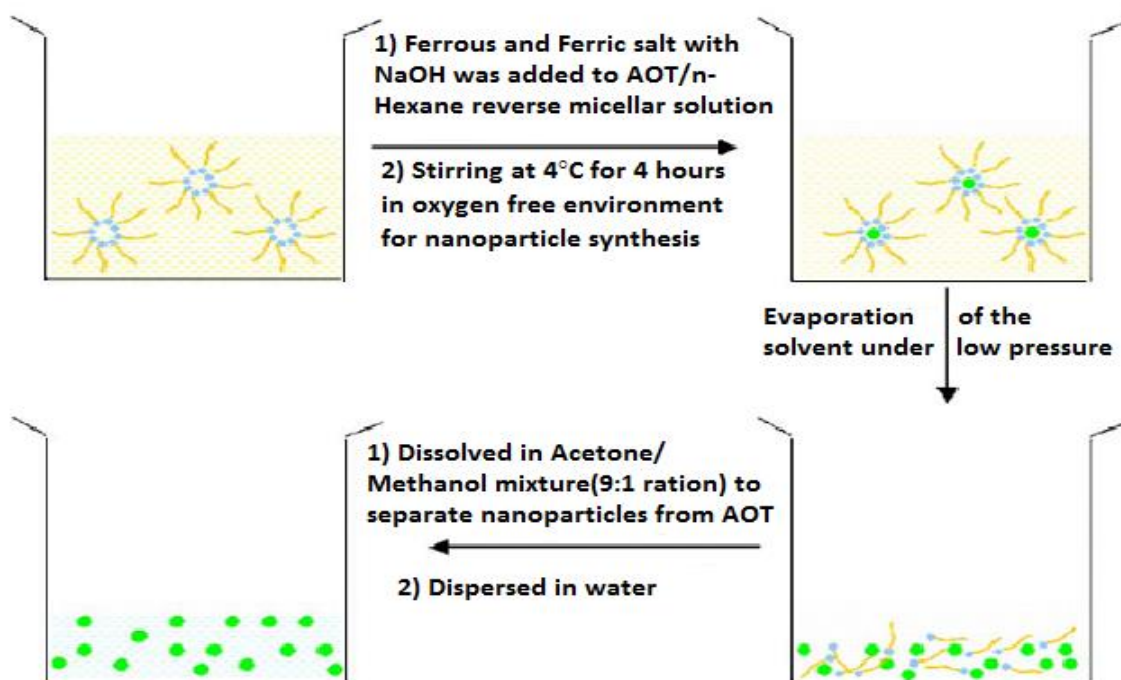 1) Ferrous and Ferric salt with
NaOH was added to AOT/n-
Hexane reverse micellar solution
2) Stirring at 4°C for 4 hours
in oxygen free environment
for nanoparticle synthesis
Evaporation of the
solvent under low pressure
1) Dissolved in Acetone/
Methanol mixture(9:1 ration) to
separate nanoparticles from AOT
2) Dispersed in water